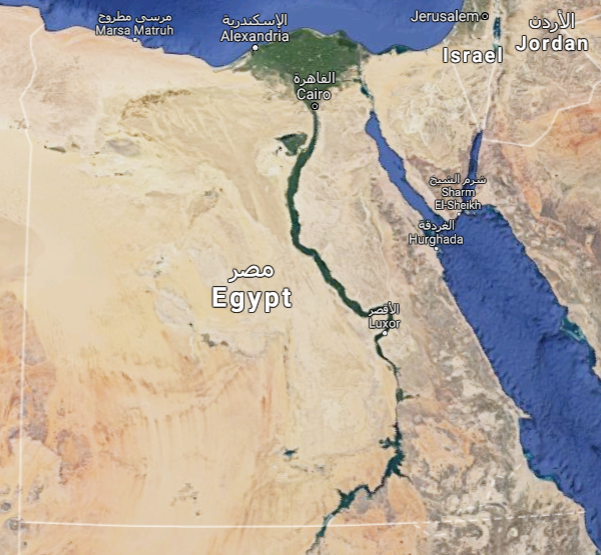 مرسى مطروح
Marsa Matruh
الإسكندرية
Alexandria
Jerusalem
الأردن
Jordan
Israel
القاهرة
Cairo
شرم الشيخ
Sharm
El-Sheikh
الغردقة
Hurghada
مصر
Egypt
الأقصر
Luxor